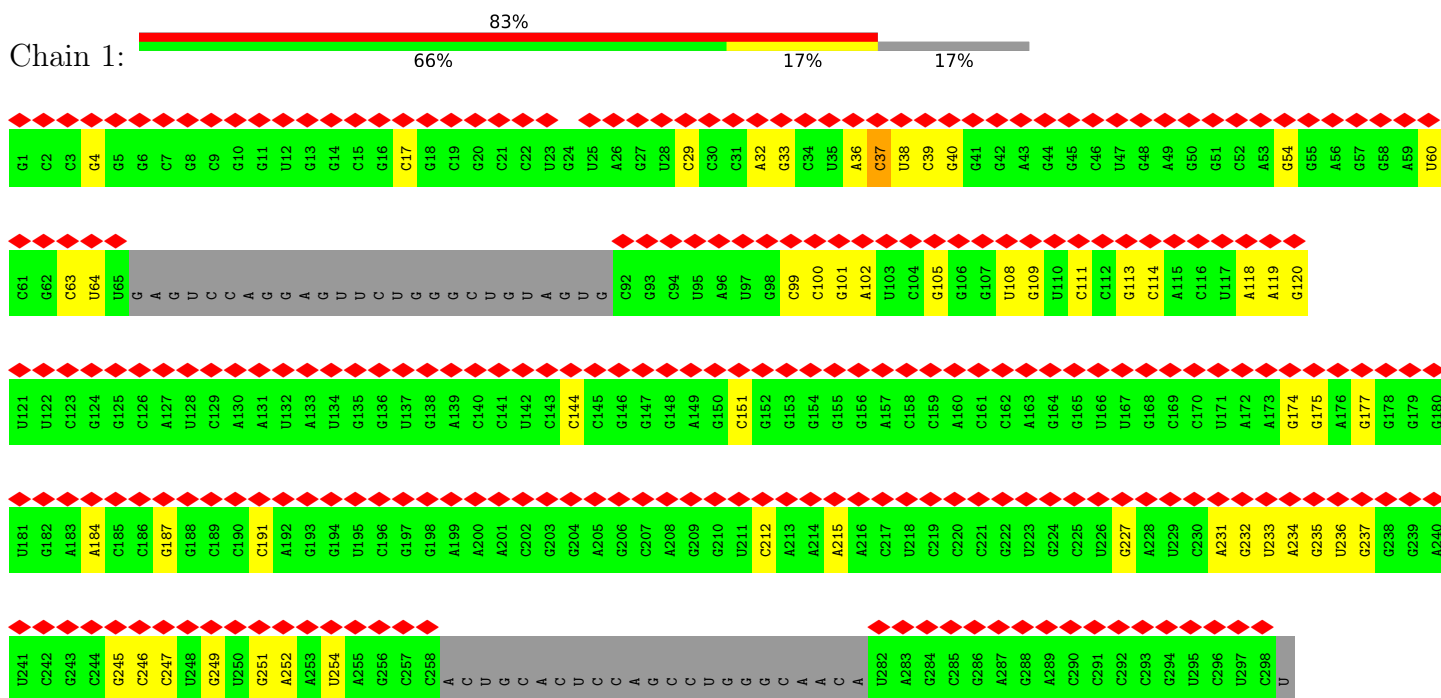 Chain 1:
83%
66% 17% 17%
G1 C2 C3 G4 G5 G6 C7 G8 C9 G10 G11 U12 G13 G14 C15 G16 C17 G18 C19 G20 C21 C22 U23 G24 U25 A26 G27 U28 C29 C30 C31 A32 G33 C34 U35 A36 C37 U38 C39 G40 G41 G42 A43 G44 G45 C46 U47 G48 A49 G50 G51 C52 A53 G54 G55 A56 G57 G58 A59 U60
C61 G62 C63 U64 U65 G A G U C C A G G A G U U C U G G G C U G U A G U G C92 G93 C94 U95 A96 U97 G98 C99 C100 G101 A102 U103 C104 G105 G106 G107 U108 G109 U110 C111 C112 G113 C114 A115 C116 U117 A118 A119 G120
U121 U122 C123 G124 G125 C126 A127 U128 C129 A130 A131 U132 A133 U134 G135 G136 U137 G138 A139 C140 C141 U142 C143 C144 C145 G146 G147 G148 A149 G150 C151 G152 G153 G154 G155 G156 A157 C158 C159 A160 C161 C162 A163 G164 G165 U166 U167 G168 C169 C170 U171 A172 A173 G174 G175 A176 G177 G178 G179 G180
U181 G182 A183 A184 C185 C186 G187 G188 C189 C190 C191 A192 G193 G194 U195 C196 G197 G198 A199 A200 A201 C202 G203 G204 A205 G206 C207 A208 G209 G210 U211 C212 A213 A214 A215 A216 C217 U218 C219 C220 C221 G222 U223 G224 C225 U226 G227 A228 U229 C230 A231 G232 U233 A234 G235 U236 G237 G238 G239 A240
U241 C242 G243 C244 G245 C246 C247 U248 G249 U250 G251 A252 A253 U254 A255 G256 C257 C258 A C U G C A C U C C A G C C U G G G C A A C A U282 A283 G284 C285 G286 A287 G288 A289 C290 C291 C292 C293 G294 U295 C296 U297 C298 U